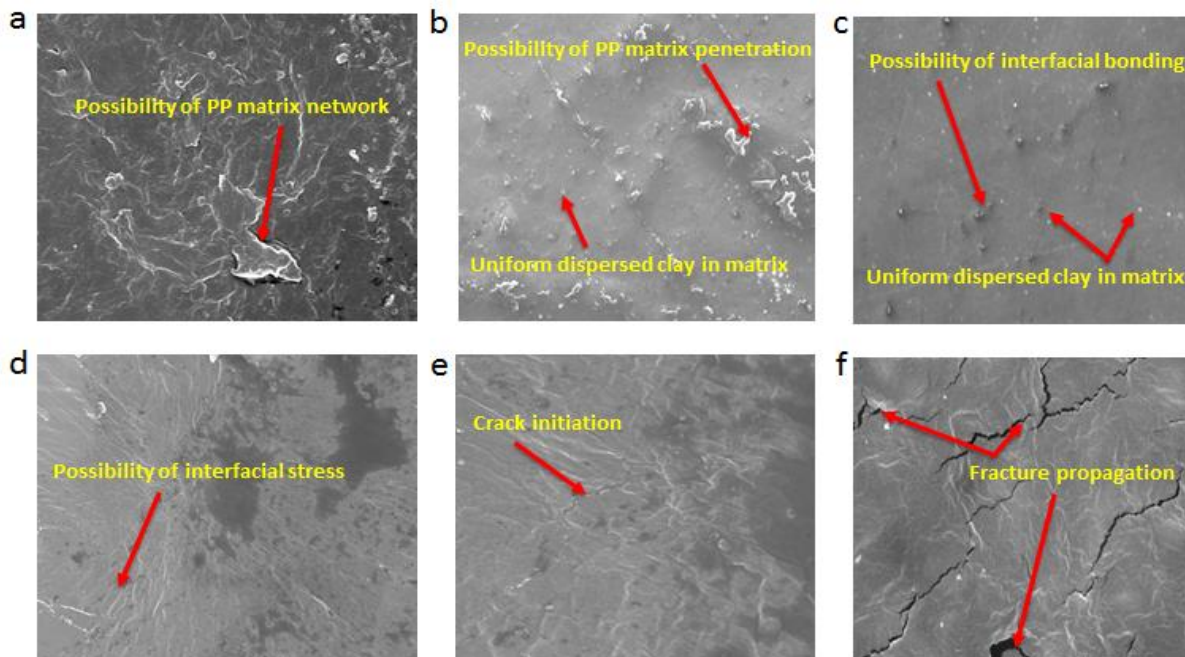 a
Possibility of PP matrix network
b
Possibility of PP matrix penetration
Uniform dispersed clay in matrix
c
Possibility of interfacial bonding
Uniform dispersed clay in matrix
d
Possibility of interfacial stress
e
Crack initiation
f
Fracture propagation